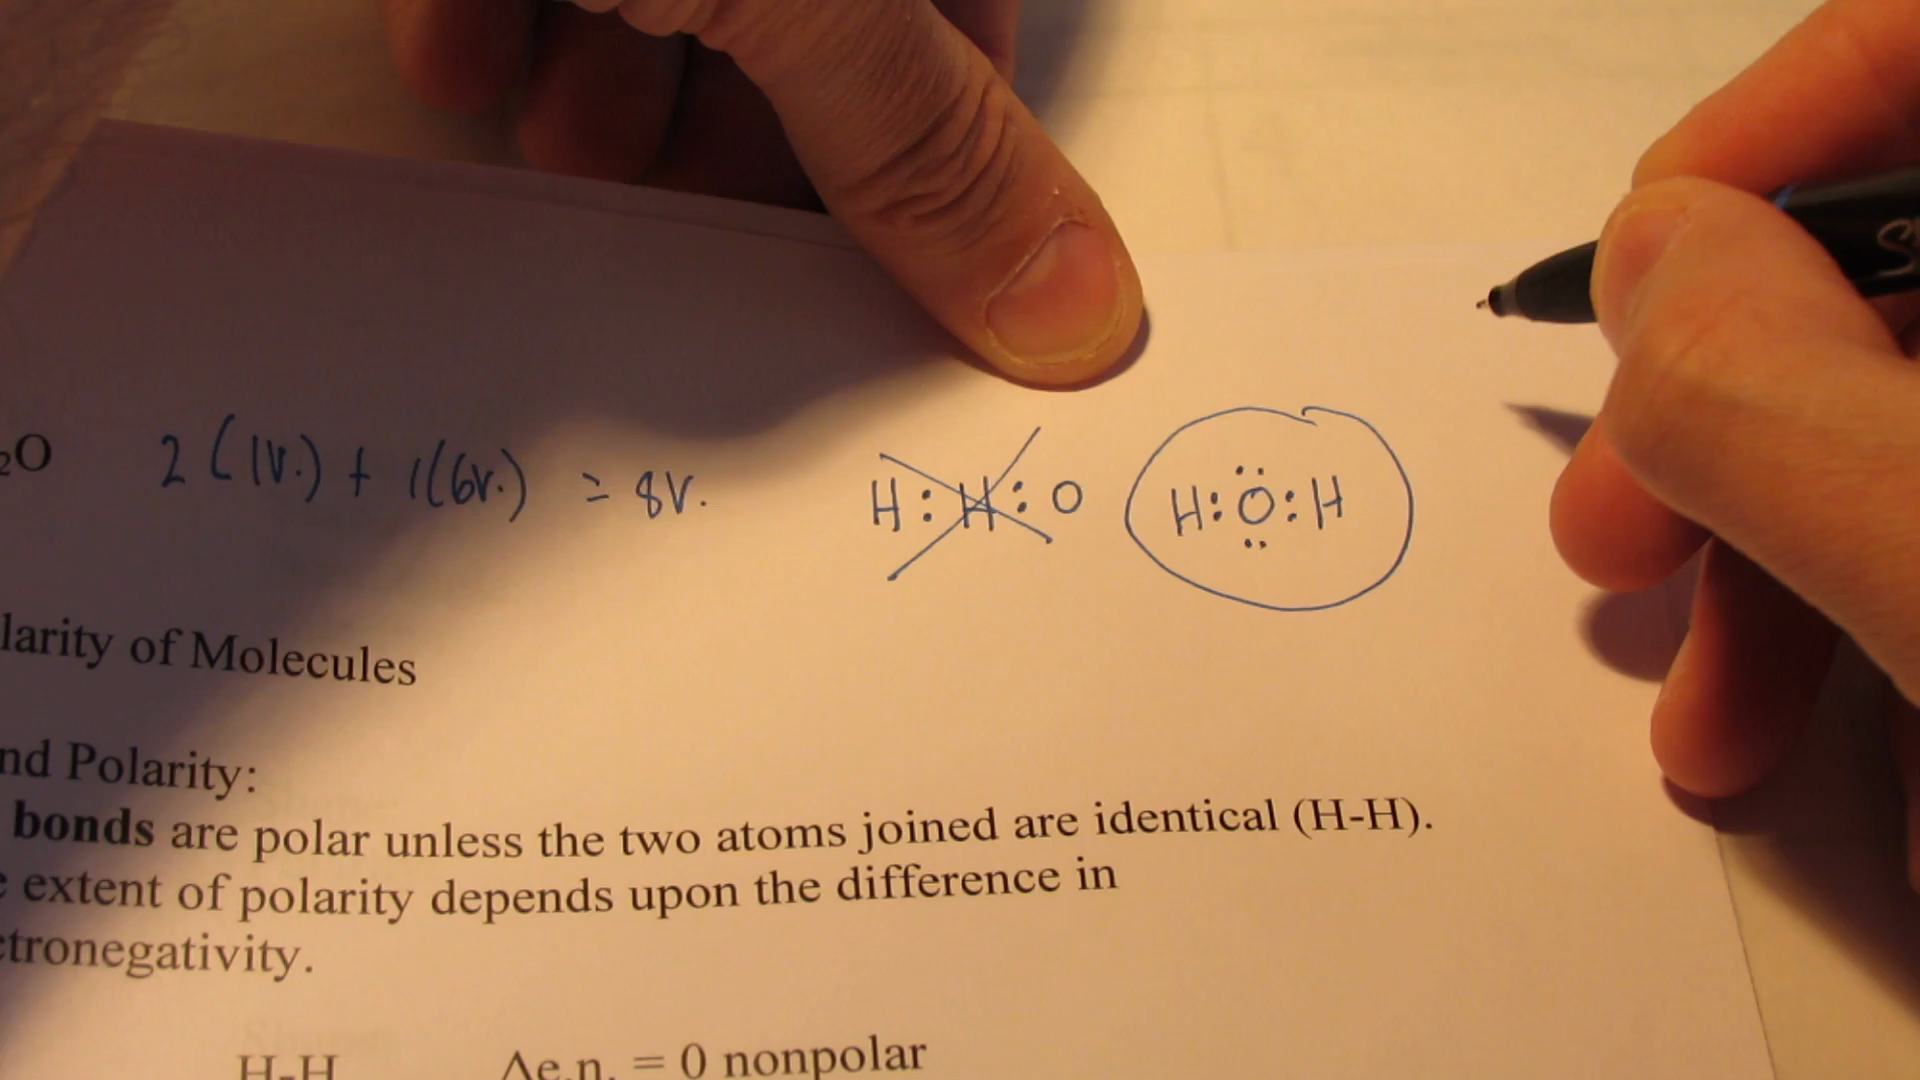 ₂O 2 (1v.) + 1(6v.) = 8v. H : H : O H:Ö:H
larity of Molecules
nd Polarity:
bonds are polar unless the two atoms joined are identical (H-H).
extent of polarity depends upon the difference in
tronegativity.
H-H Δe.n. = 0 nonpolar